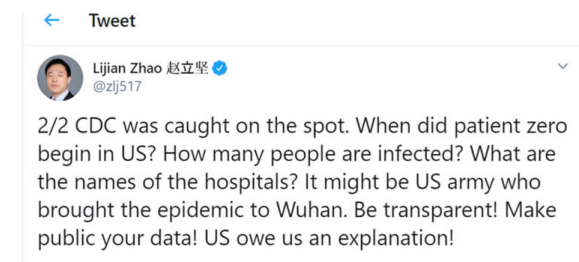 Tweet
Lijian Zhao 赵立坚
@zlj517
2/2 CDC was caught on the spot. When did patient zero
begin in US? How many people are infected? What are
the names of the hospitals? It might be US army who
brought the epidemic to Wuhan. Be transparent! Make
public your data! US owe us an explanation!